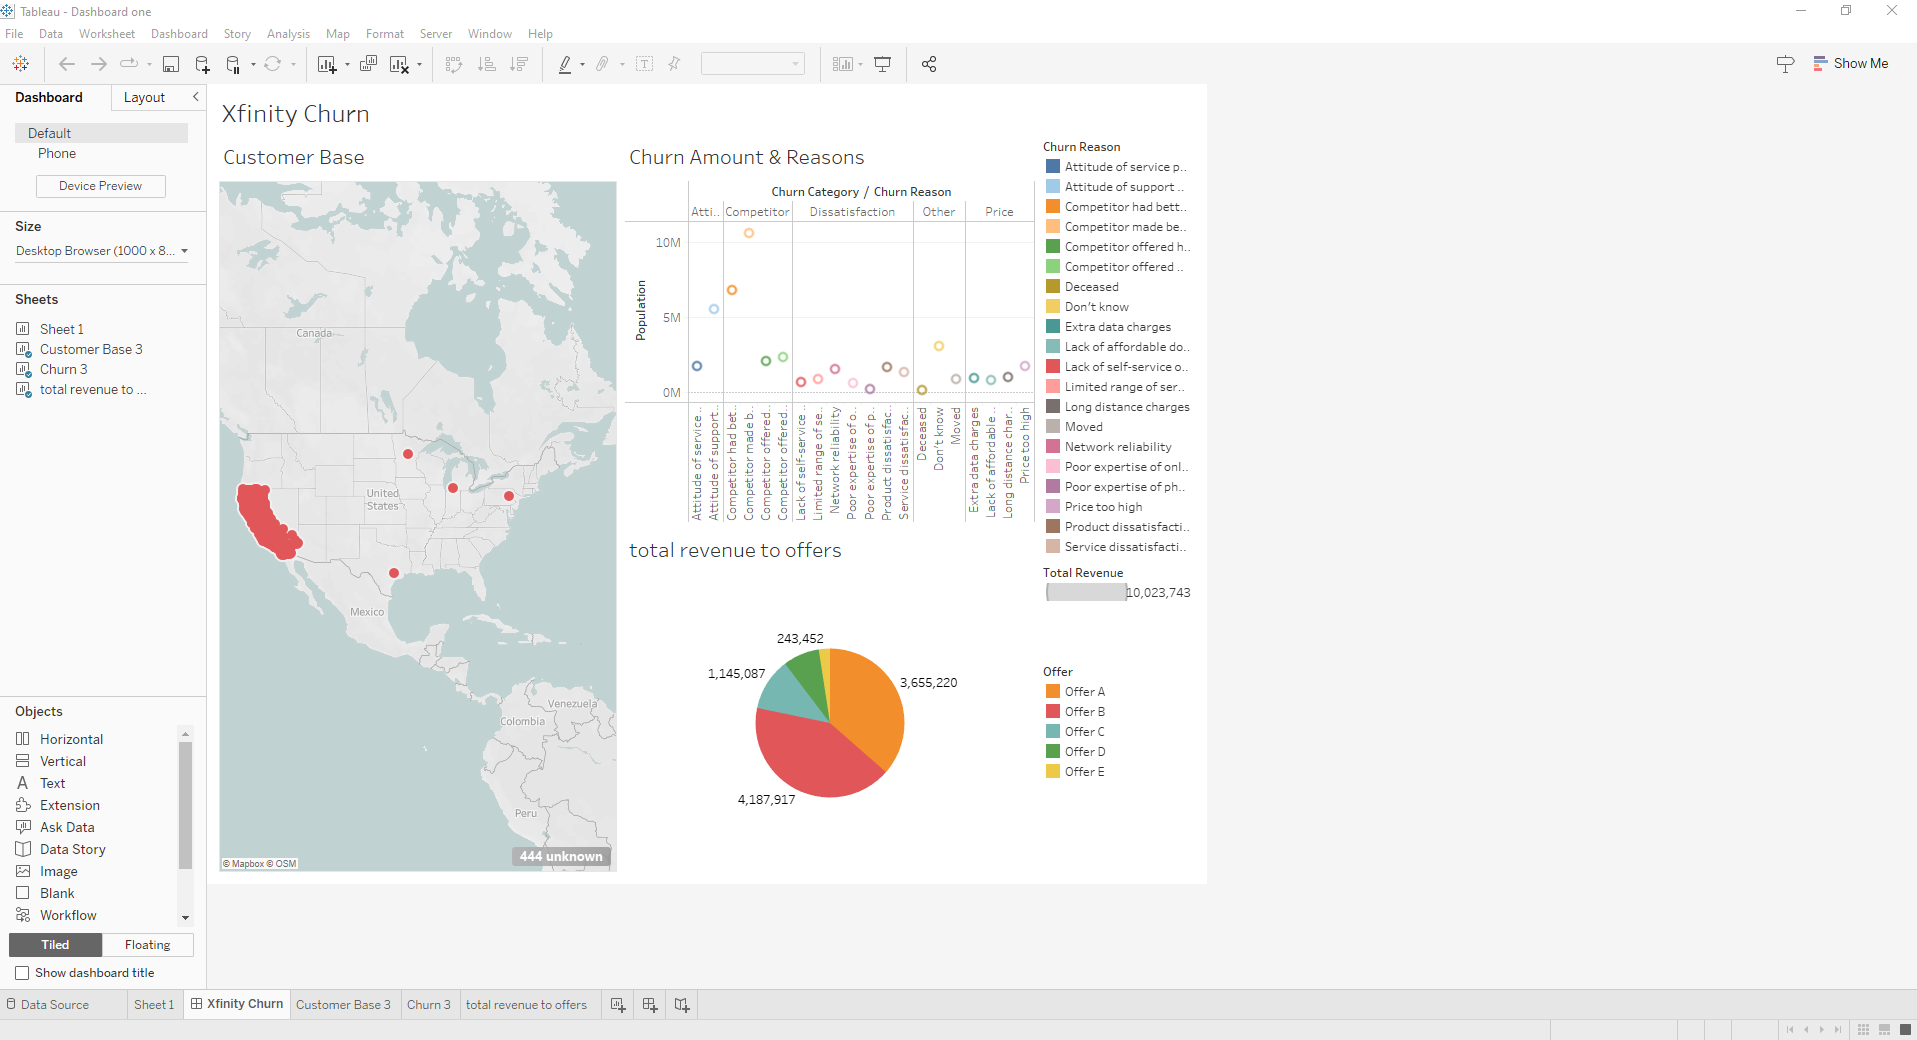 Tableau - Dashboard one
File Data Worksheet Dashboard Story Analysis Map Format Server Window Help
Show Me
Dashboard Layout
Default
Phone
Device Preview
Size
Desktop Browser (1000 x 8...
Sheets
Sheet 1
Customer Base 3
Churn 3
total revenue to ...
Objects
Horizontal
Vertical
Text
Extension
Ask Data
Data Story
Image
Blank
Workflow
Tiled Floating
Show dashboard title
Xfinity Churn
Customer Base
Canada
United
States
Mexico
Venezuela
Colombia
Peru
© Mapbox © OSM
444 unknown
Churn Amount & Reasons
Churn Category / Churn Reason
Atti.. Competitor Dissatisfaction Other Price
Population
10M
5M
0M
Attitude of service ..
Attitude of support..
Competitor had bet..
Competitor made b..
Competitor offered..
Competitor offered..
Lack of self-service ..
Limited range of se..
Network reliability
Poor expertise of o..
Poor expertise of p..
Product dissatisfac..
Service dissatisfac..
Deceased
Don't know
Moved
Extra data charges
Lack of affordable..
Long distance char..
Price too high
total revenue to offers
243,452
1,145,087
3,655,220
4,187,917
Churn Reason
Attitude of service p..
Attitude of support ..
Competitor had bett..
Competitor made be..
Competitor offered h..
Competitor offered ..
Deceased
Don't know
Extra data charges
Lack of affordable do..
Lack of self-service o..
Limited range of ser..
Long distance charges
Moved
Network reliability
Poor expertise of onl..
Poor expertise of ph..
Price too high
Product dissatisfacti..
Service dissatisfacti..
Total Revenue
10,023,743
Offer
Offer A
Offer B
Offer C
Offer D
Offer E
Data Source Sheet 1 Xfinity Churn Customer Base 3 Churn 3 total revenue to offers